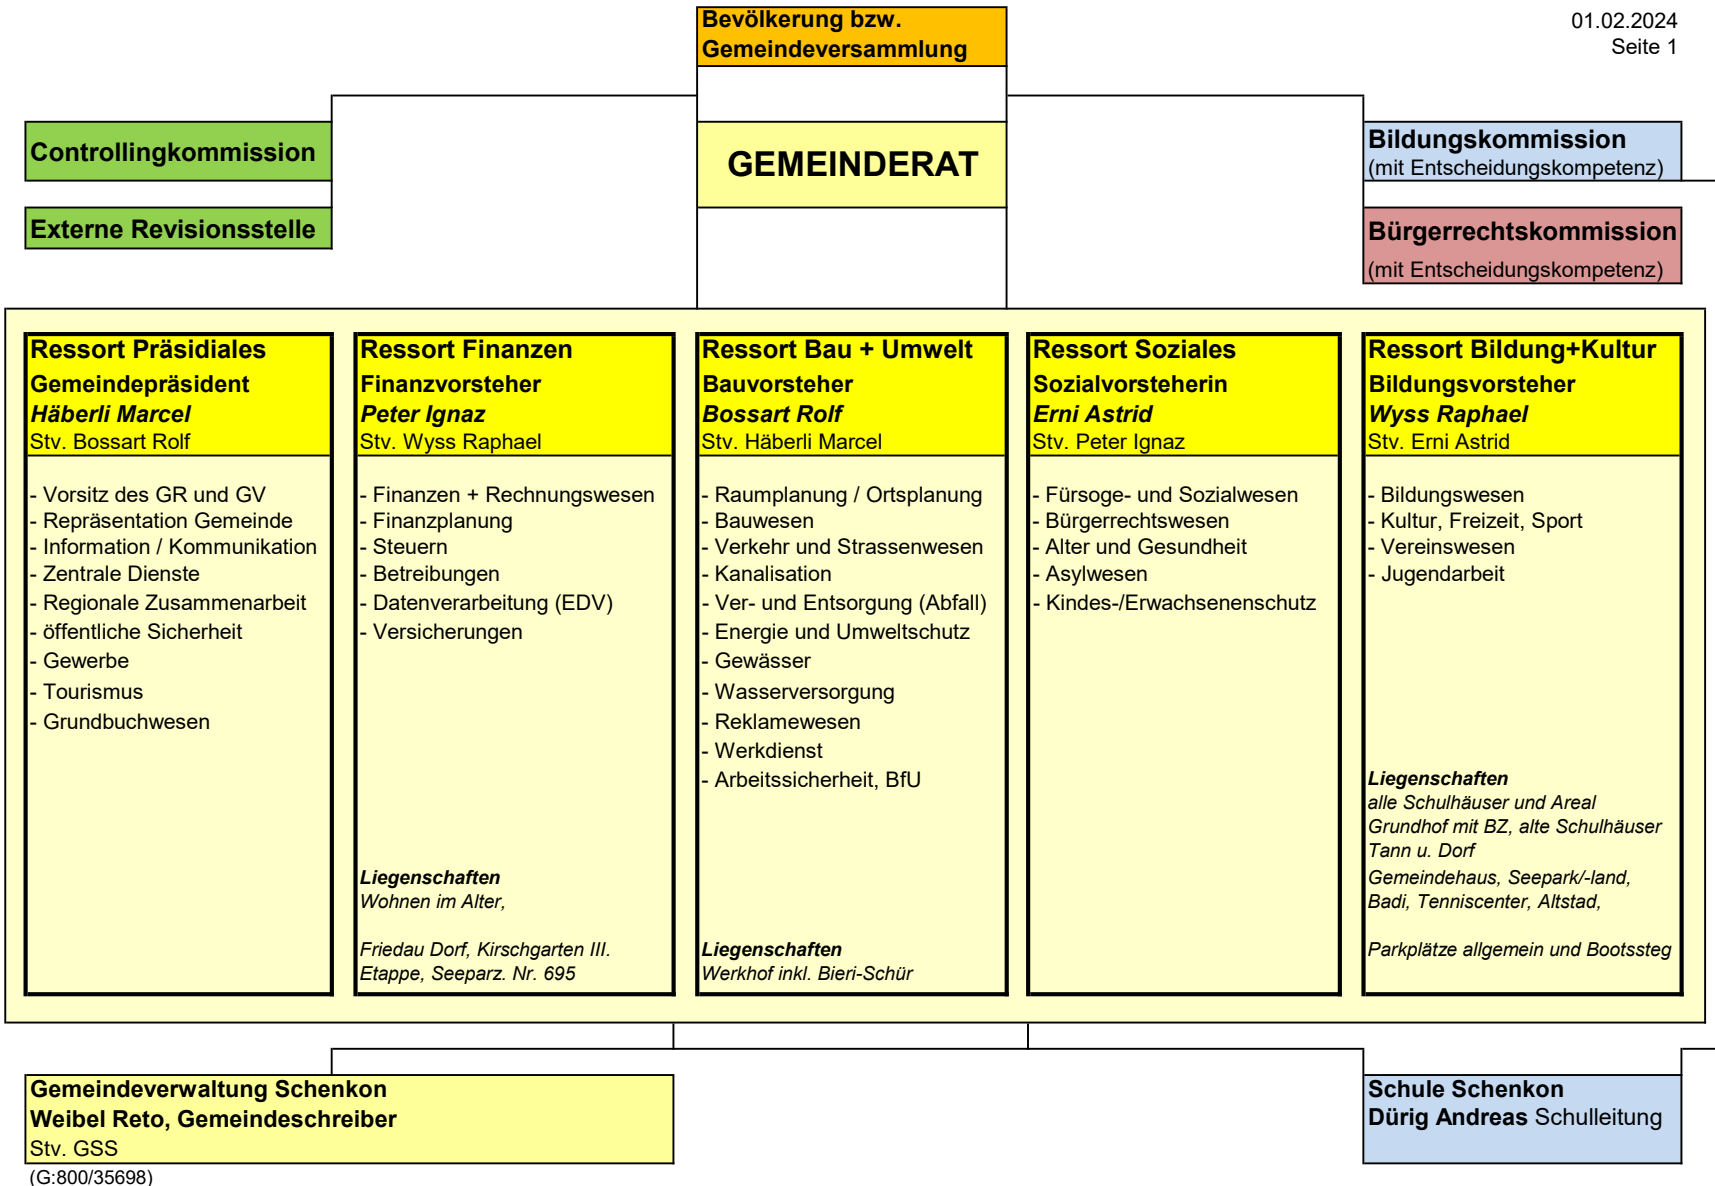 Bevölkerung bzw.
Gemeindeversammlung
01.02.2024
Seite 1
Controllingkommission
GEMEINDERAT
Bildungskommission
(mit Entscheidungskompetenz)
Externe Revisionsstelle
Bürgerrechtskommission
(mit Entscheidungskompetenz)
Ressort Präsidiales
Gemeindepräsident
Häberli Marcel
Stv. Bossart Rolf
- Vorsitz des GR und GV
- Repräsentation Gemeinde
- Information / Kommunikation
- Zentrale Dienste
- Regionale Zusammenarbeit
- öffentliche Sicherheit
- Gewerbe
- Tourismus
- Grundbuchwesen
Ressort Finanzen
Finanzvorsteher
Peter Ignaz
Stv. Wyss Raphael
- Finanzen + Rechnungswesen
- Finanzplanung
- Steuern
- Betreibungen
- Datenverarbeitung (EDV)
- Versicherungen
Liegenschaften
Wohnen im Alter,
Friedau Dorf, Kirschgarten III.
Etappe, Seeparz. Nr. 695
Ressort Bau + Umwelt
Bauvorsteher
Bossart Rolf
Stv. Häberli Marcel
- Raumplanung / Ortsplanung
- Bauwesen
- Verkehr und Strassenwesen
- Kanalisation
- Ver- und Entsorgung (Abfall)
- Energie und Umweltschutz
- Gewässer
- Wasserversorgung
- Reklamewesen
- Werkdienst
- Arbeitssicherheit, BfU
Liegenschaften
Werkhof inkl. Bieri-Schür
Ressort Soziales
Sozialvorsteherin
Erni Astrid
Stv. Peter Ignaz
- Fürsoge- und Sozialwesen
- Bürgerrechtswesen
- Alter und Gesundheit
- Asylwesen
- Kindes-/Erwachsenenschutz
Ressort Bildung+Kultur
Bildungsvorsteher
Wyss Raphael
Stv. Erni Astrid
- Bildungswesen
- Kultur, Freizeit, Sport
- Vereinswesen
- Jugendarbeit
Liegenschaften
alle Schulhäuser und Areal
Grundhof mit BZ, alte Schulhäuser
Tann u. Dorf
Gemeindehaus, Seepark/-land,
Badi, Tenniscenter, Altstad,
Parkplätze allgemein und Bootssteg
Gemeindeverwaltung Schenkon
Weibel Reto, Gemeindeschreiber
Stv. GSS
(G:800/35698)
Schule Schenkon
Dürig Andreas Schulleitung